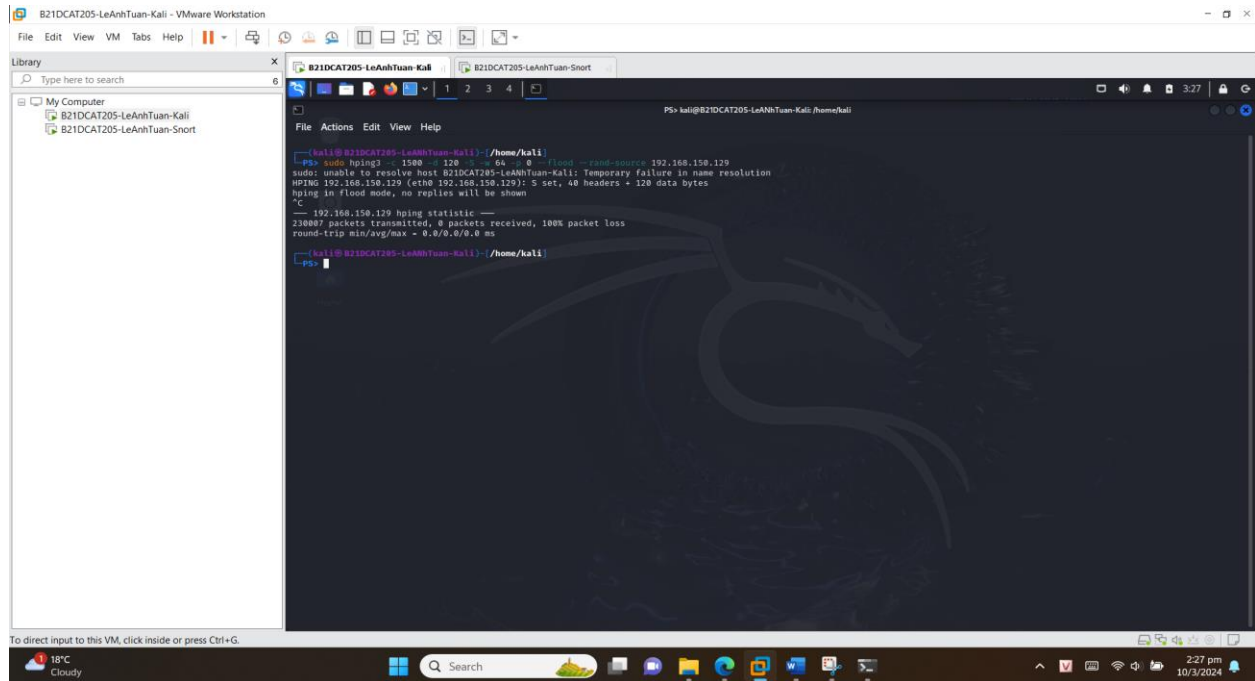 B21DCAT205-LeAnhTuan-Kali - VMware Workstation
File Edit View VM Tabs Help
Library X
Type here to search 6
My Computer
B21DCAT205-LeAnhTuan-Kali
B21DCAT205-LeAnhTuan-Snort
B21DCAT205-LeAnhTuan-Kali B21DCAT205-LeAnhTuan-Snort
1 2 3 4 3:27
PS> kali@B21DCAT205-LeANhTuan-Kali: /home/kali
File Actions Edit View Help
(kali@B21DCAT205-LeANhTuan-Kali)-[/home/kali]
PS> sudo hping3 -c 1500 -d 120 -S -w 64 -p 0 --flood --rand-source 192.168.150.129
sudo: unable to resolve host B21DCAT205-LeANhTuan-Kali: Temporary failure in name resolution
HPING 192.168.150.129 (eth0 192.168.150.129): S set, 40 headers + 120 data bytes
hping in flood mode, no replies will be shown
^C
--- 192.168.150.129 hping statistic ---
230007 packets transmitted, 0 packets received, 100% packet loss
round-trip min/avg/max = 0.0/0.0/0.0 ms
(kali@B21DCAT205-LeANhTuan-Kali)-[/home/kali]
PS>
To direct input to this VM, click inside or press Ctrl+G.
1
18°C
Cloudy
Search
V
2:27 pm
10/3/2024